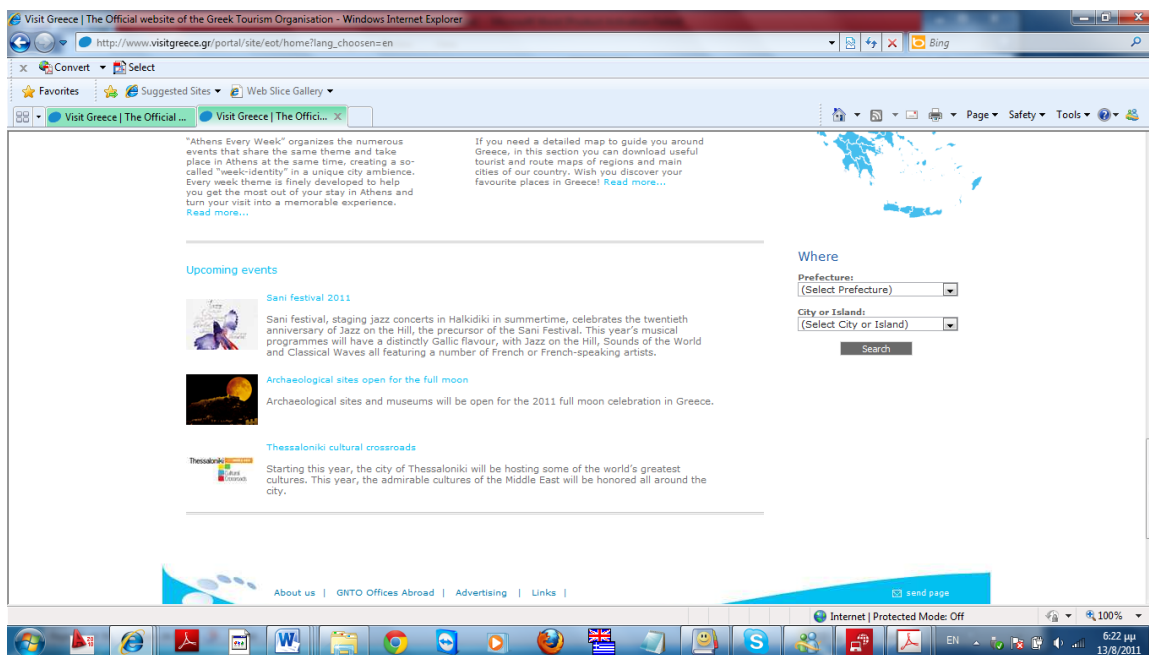 Visit Greece | The Official website of the Greek Tourism Organisation - Windows Internet Explorer
http://www.visitgreece.gr/portal/site/eot/home?lang_choosen=en
Bing
x Convert Select
Favorites Suggested Sites Web Slice Gallery
Visit Greece | The Official ... Visit Greece | The Offici... X
Page Safety Tools
"Athens Every Week" organizes the numerous
events that share the same theme and take
place in Athens at the same time, creating a so-
called "week-identity" in a unique city ambience.
Every week theme is finely developed to help
you get the most out of your stay in Athens and
turn your visit into a memorable experience.
Read more...
If you need a detailed map to guide you around
Greece, in this section you can download useful
tourist and route maps of regions and main
cities of our country. Wish you discover your
favourite places in Greece! Read more...
Upcoming events
Sani festival 2011
Sani festival, staging jazz concerts in Halkidiki in summertime, celebrates the twentieth
anniversary of Jazz on the Hill, the precursor of the Sani Festival. This year's musical
programmes will have a distinctly Gallic flavour, with Jazz on the Hill, Sounds of the World
and Classical Waves all featuring a number of French or French-speaking artists.
Archaeological sites open for the full moon
Archaeological sites and museums will be open for the 2011 full moon celebration in Greece.
Thessaloniki
Cultural
Crossroads
Thessaloniki cultural crossroads
Starting this year, the city of Thessaloniki will be hosting some of the world's greatest
cultures. This year, the admirable cultures of the Middle East will be honored all around the
city.
Where
Prefecture:
(Select Prefecture)
City or Island:
(Select City or Island)
Search
About us | GNTO Offices Abroad | Advertising | Links |
send page
Internet | Protected Mode: Off
100%
EN
6:22 μμ
13/8/2011